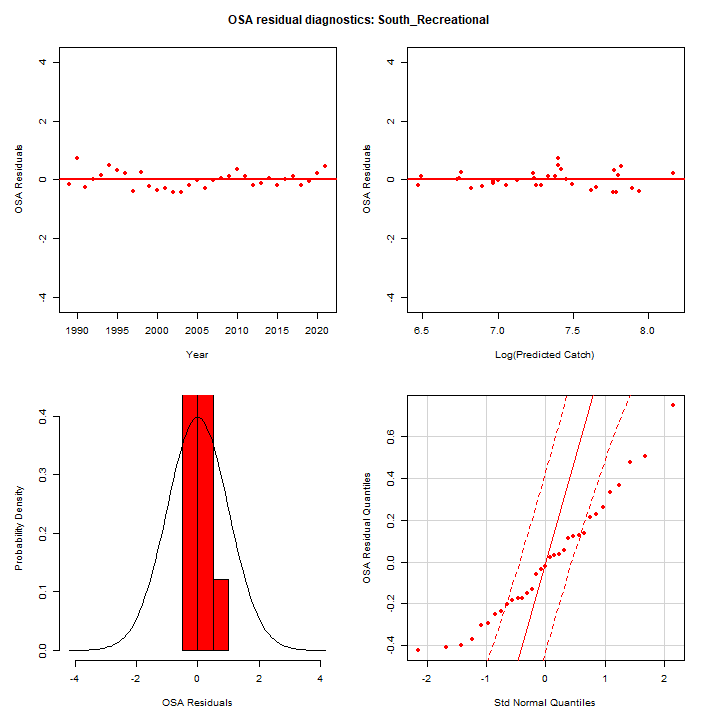 OSA residual diagnostics: South_Recreational
OSA Residuals
4
2
0
-2
-4
1990 1995 2000 2005 2010 2015 2020
Year
OSA Residuals
4
2
0
-2
-4
6.5 7.0 7.5 8.0
Log(Predicted Catch)
Probability Density
0.4
0.3
0.2
0.1
0.0
-4 -2 0 2 4
OSA Residuals
OSA Residual Quantiles
0.6
0.4
0.2
0.0
-0.2
-0.4
-2 -1 0 1 2
Std Normal Quantiles